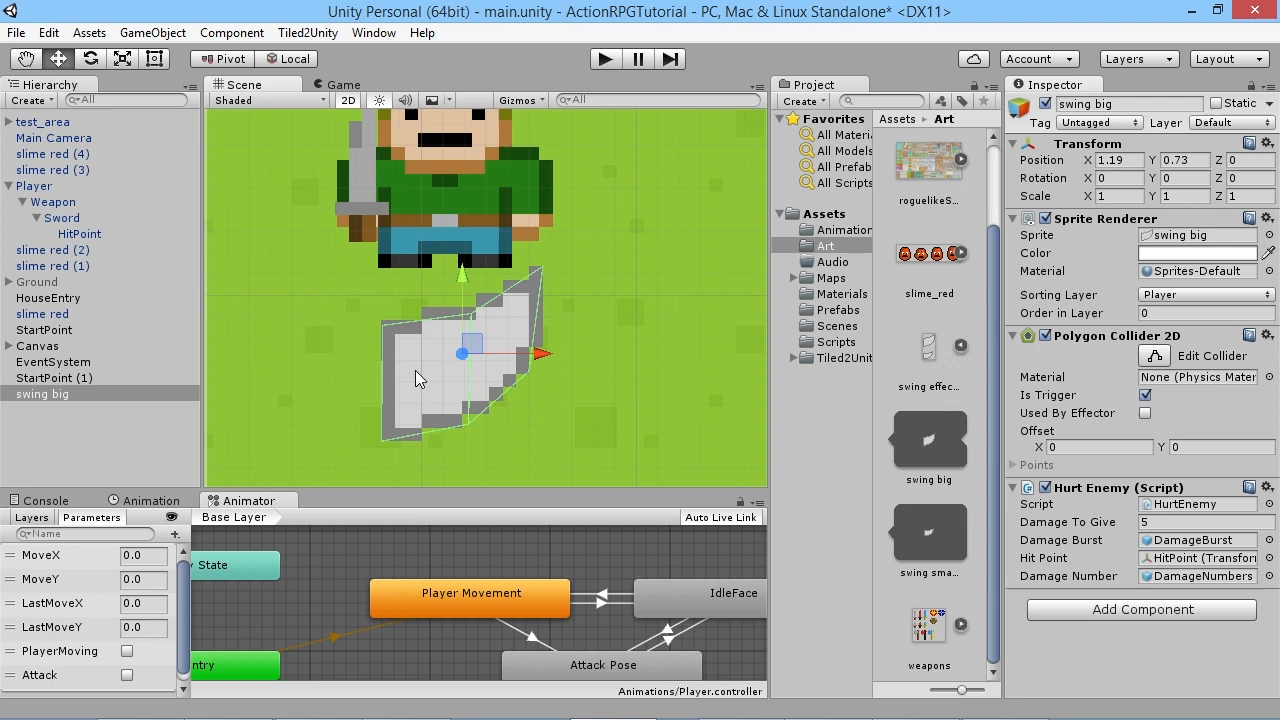 Unity Personal (64bit) - main.unity - ActionRPGTutorial - PC, Mac & Linux Standalone* <DX11>
File Edit Assets GameObject Component Tiled2Unity Window Help
Pivot Local Account Layers Layout
Hierarchy
Create All
test_area
Main Camera
slime red (4)
slime red (3)
Player
Weapon
Sword
HitPoint
slime red (2)
slime red (1)
Ground
HouseEntry
slime red
StartPoint
Canvas
EventSystem
StartPoint (1)
swing big
Scene Game
Shaded 2D Gizmos All
Project
Create
Favorites
All Materi
All Models
All Prefab
All Scripts
Assets
Animation
Art
Audio
Maps
Materials
Prefabs
Scenes
Scripts
Tiled2Unit
Assets Art
roguelikeS...
slime_red
swing effec...
swing big
swing sma...
weapons
Inspector
swing big Static
Tag Untagged Layer Default
Transform
Position X 1.19 Y 0.73 Z 0
Rotation X 0 Y 0 Z 0
Scale X 1 Y 1 Z 1
Sprite Renderer
Sprite swing big
Color
Material Sprites-Default
Sorting Layer Player
Order in Layer 0
Polygon Collider 2D
Edit Collider
Material None (Physics Mater
Is Trigger
Used By Effector
Offset
X 0 Y 0
Points
Hurt Enemy (Script)
Script HurtEnemy
Damage To Give 5
Damage Burst DamageBurst
Hit Point HitPoint (Transforn
Damage Number DamageNumbers
Add Component
Console Animation Animator
Layers Parameters Base Layer Auto Live Link
Name
MoveX 0.0
MoveY 0.0
LastMoveX 0.0
LastMoveY 0.0
PlayerMoving
Attack
y State
Player Movement
IdleFace
ntry
Attack Pose
Animations/Player.controller